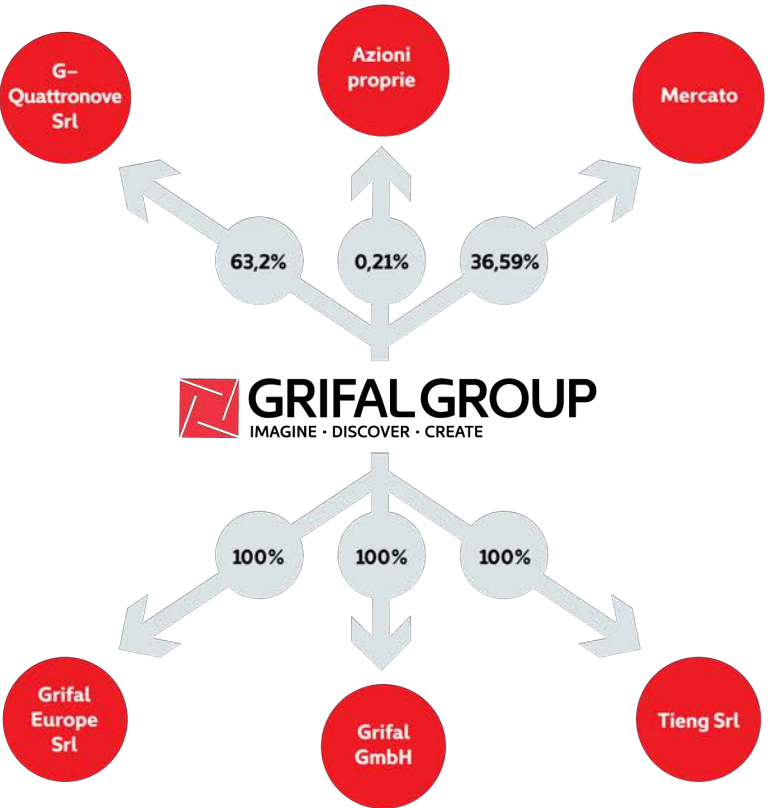 G–
Quattronove
Srl
Azioni
proprie
Mercato
63,2%
0,21%
36,59%
GRIFAL GROUP
IMAGINE · DISCOVER · CREATE
100%
100%
100%
Grifal
Europe
Srl
Grifal
GmbH
Tieng Srl